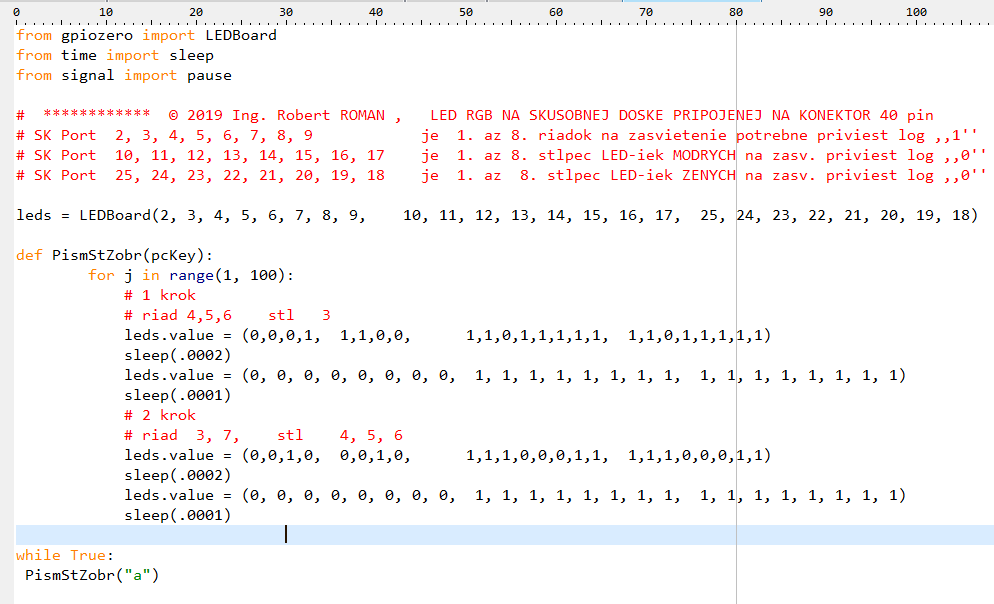 0 10 20 30 40 50 60 70 80 90 100
from gpiozero import LEDBoard
from time import sleep
from signal import pause
# ************ © 2019 Ing. Robert ROMAN , LED RGB NA SKUSOBNEJ DOSKE PRIPOJENEJ NA KONEKTOR 40 pin
# SK Port 2, 3, 4, 5, 6, 7, 8, 9 je 1. az 8. riadok na zasvietenie potrebne priviest log ,,1''
# SK Port 10, 11, 12, 13, 14, 15, 16, 17 je 1. az 8. stlpec LED-iek MODRYCH na zasv. priviest log ,,0''
# SK Port 25, 24, 23, 22, 21, 20, 19, 18 je 1. az 8. stlpec LED-iek ZENYCH na zasv. priviest log ,,0''
leds = LEDBoard(2, 3, 4, 5, 6, 7, 8, 9, 10, 11, 12, 13, 14, 15, 16, 17, 25, 24, 23, 22, 21, 20, 19, 18)
def PismStZobr(pcKey):
for j in range(1, 100):
# 1 krok
# riad 4,5,6 stl 3
leds.value = (0,0,0,1, 1,1,0,0, 1,1,0,1,1,1,1,1, 1,1,0,1,1,1,1,1)
sleep(.0002)
leds.value = (0, 0, 0, 0, 0, 0, 0, 0, 1, 1, 1, 1, 1, 1, 1, 1, 1, 1, 1, 1, 1, 1, 1, 1)
sleep(.0001)
# 2 krok
# riad 3, 7, stl 4, 5, 6
leds.value = (0,0,1,0, 0,0,1,0, 1,1,1,0,0,0,1,1, 1,1,1,0,0,0,1,1)
sleep(.0002)
leds.value = (0, 0, 0, 0, 0, 0, 0, 0, 1, 1, 1, 1, 1, 1, 1, 1, 1, 1, 1, 1, 1, 1, 1, 1)
sleep(.0001)
while True:
PismStZobr("a")